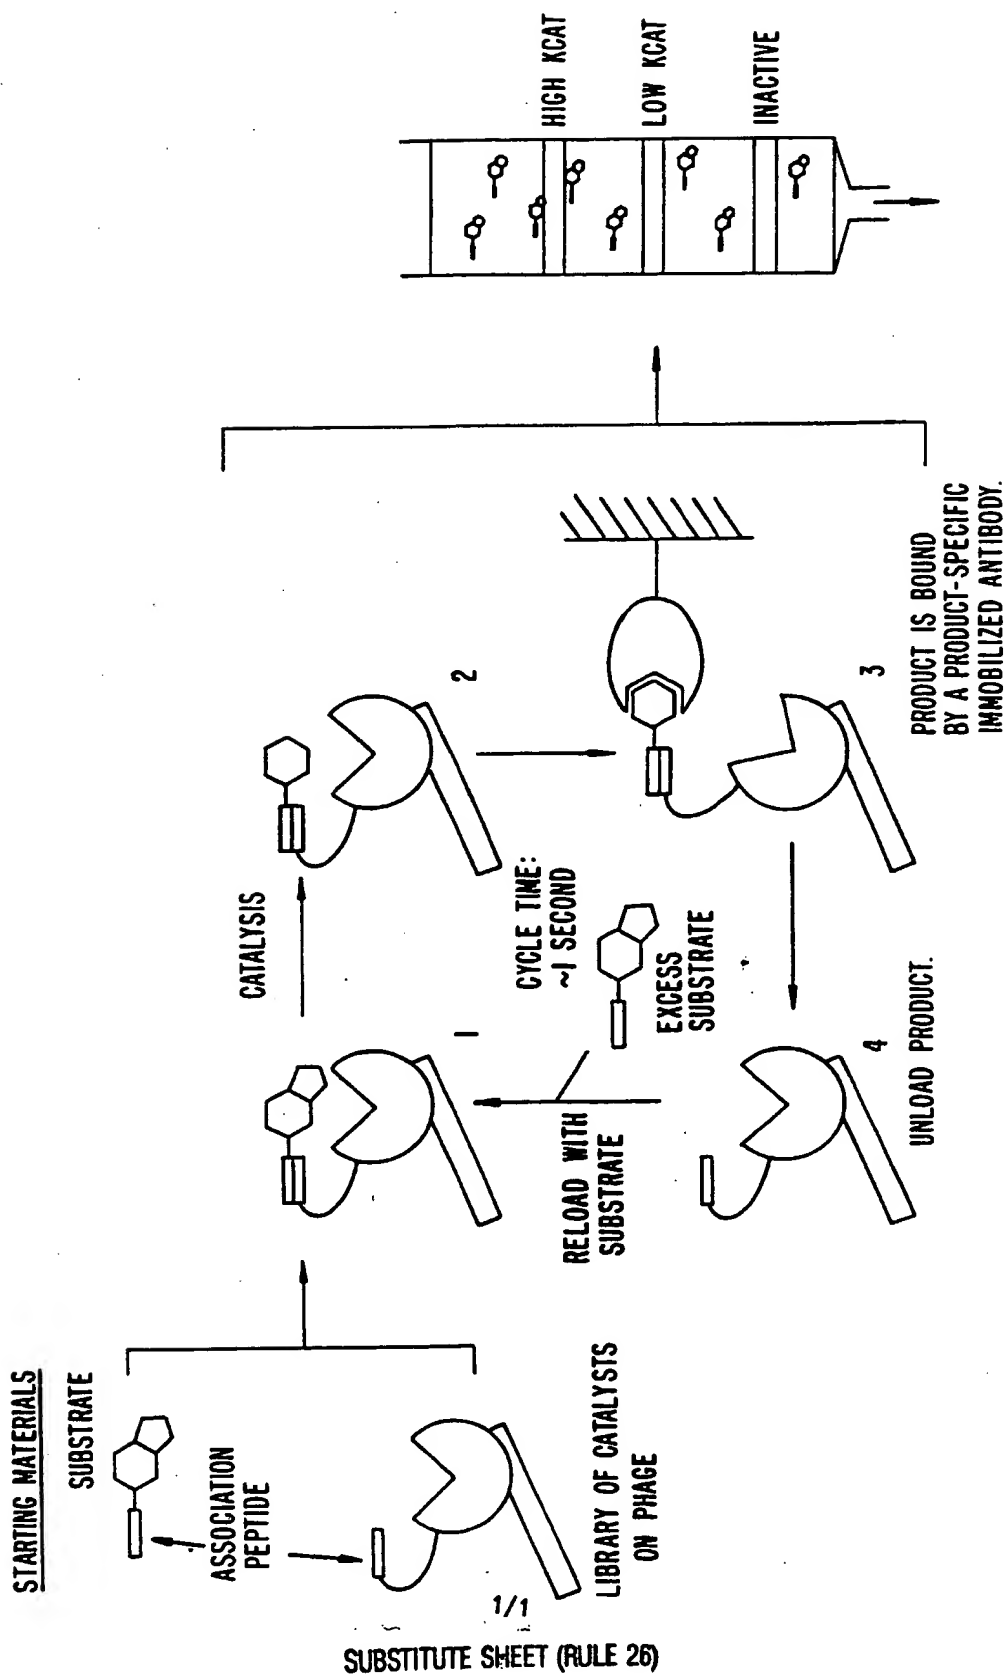 STARTING MATERIALS
SUBSTRATE
ASSOCIATION
PEPTIDE
LIBRARY OF CATALYSTS
ON PHAGE
1
CATALYSIS
2
CYCLE TIME:
~1 SECOND
EXCESS
SUBSTRATE
RELOAD WITH
SUBSTRATE
4
UNLOAD PRODUCT.
3
PRODUCT IS BOUND
BY A PRODUCT-SPECIFIC
IMMOBILIZED ANTIBODY.
HIGH KCAT
LOW KCAT
INACTIVE
1/1
SUBSTITUTE SHEET (RULE 26)